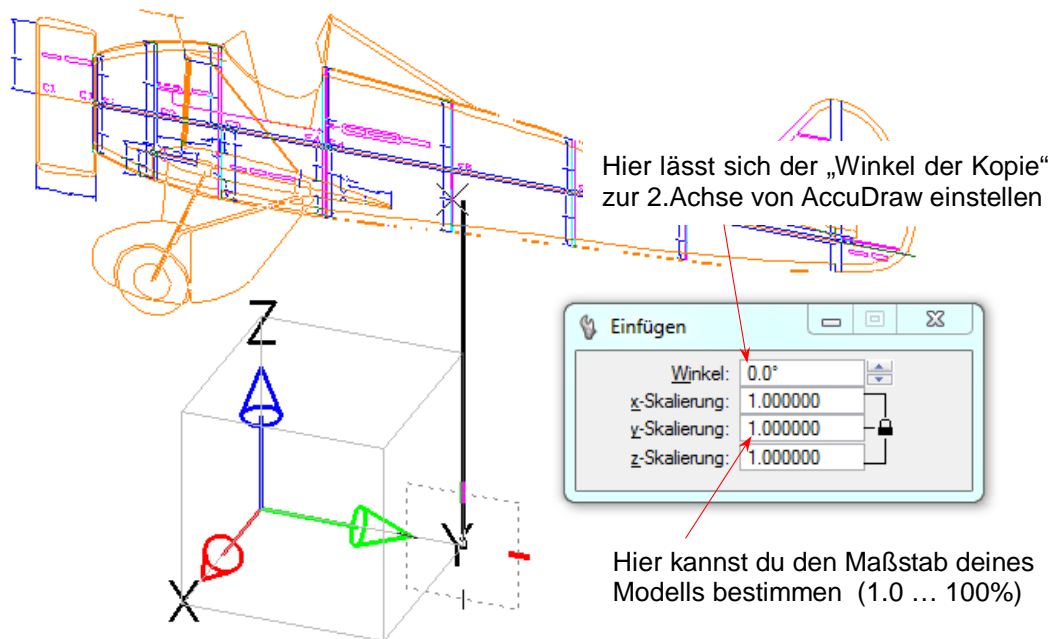 Hier lässt sich der „Winkel der Kopie“
zur 2.Achse von AccuDraw einstellen
Einfügen
Winkel: 0.0°
x-Skalierung: 1.000000
y-Skalierung: 1.000000
z-Skalierung: 1.000000
Z
Y
X
Hier kannst du den Maßstab deines
Modells bestimmen (1.0 … 100%)